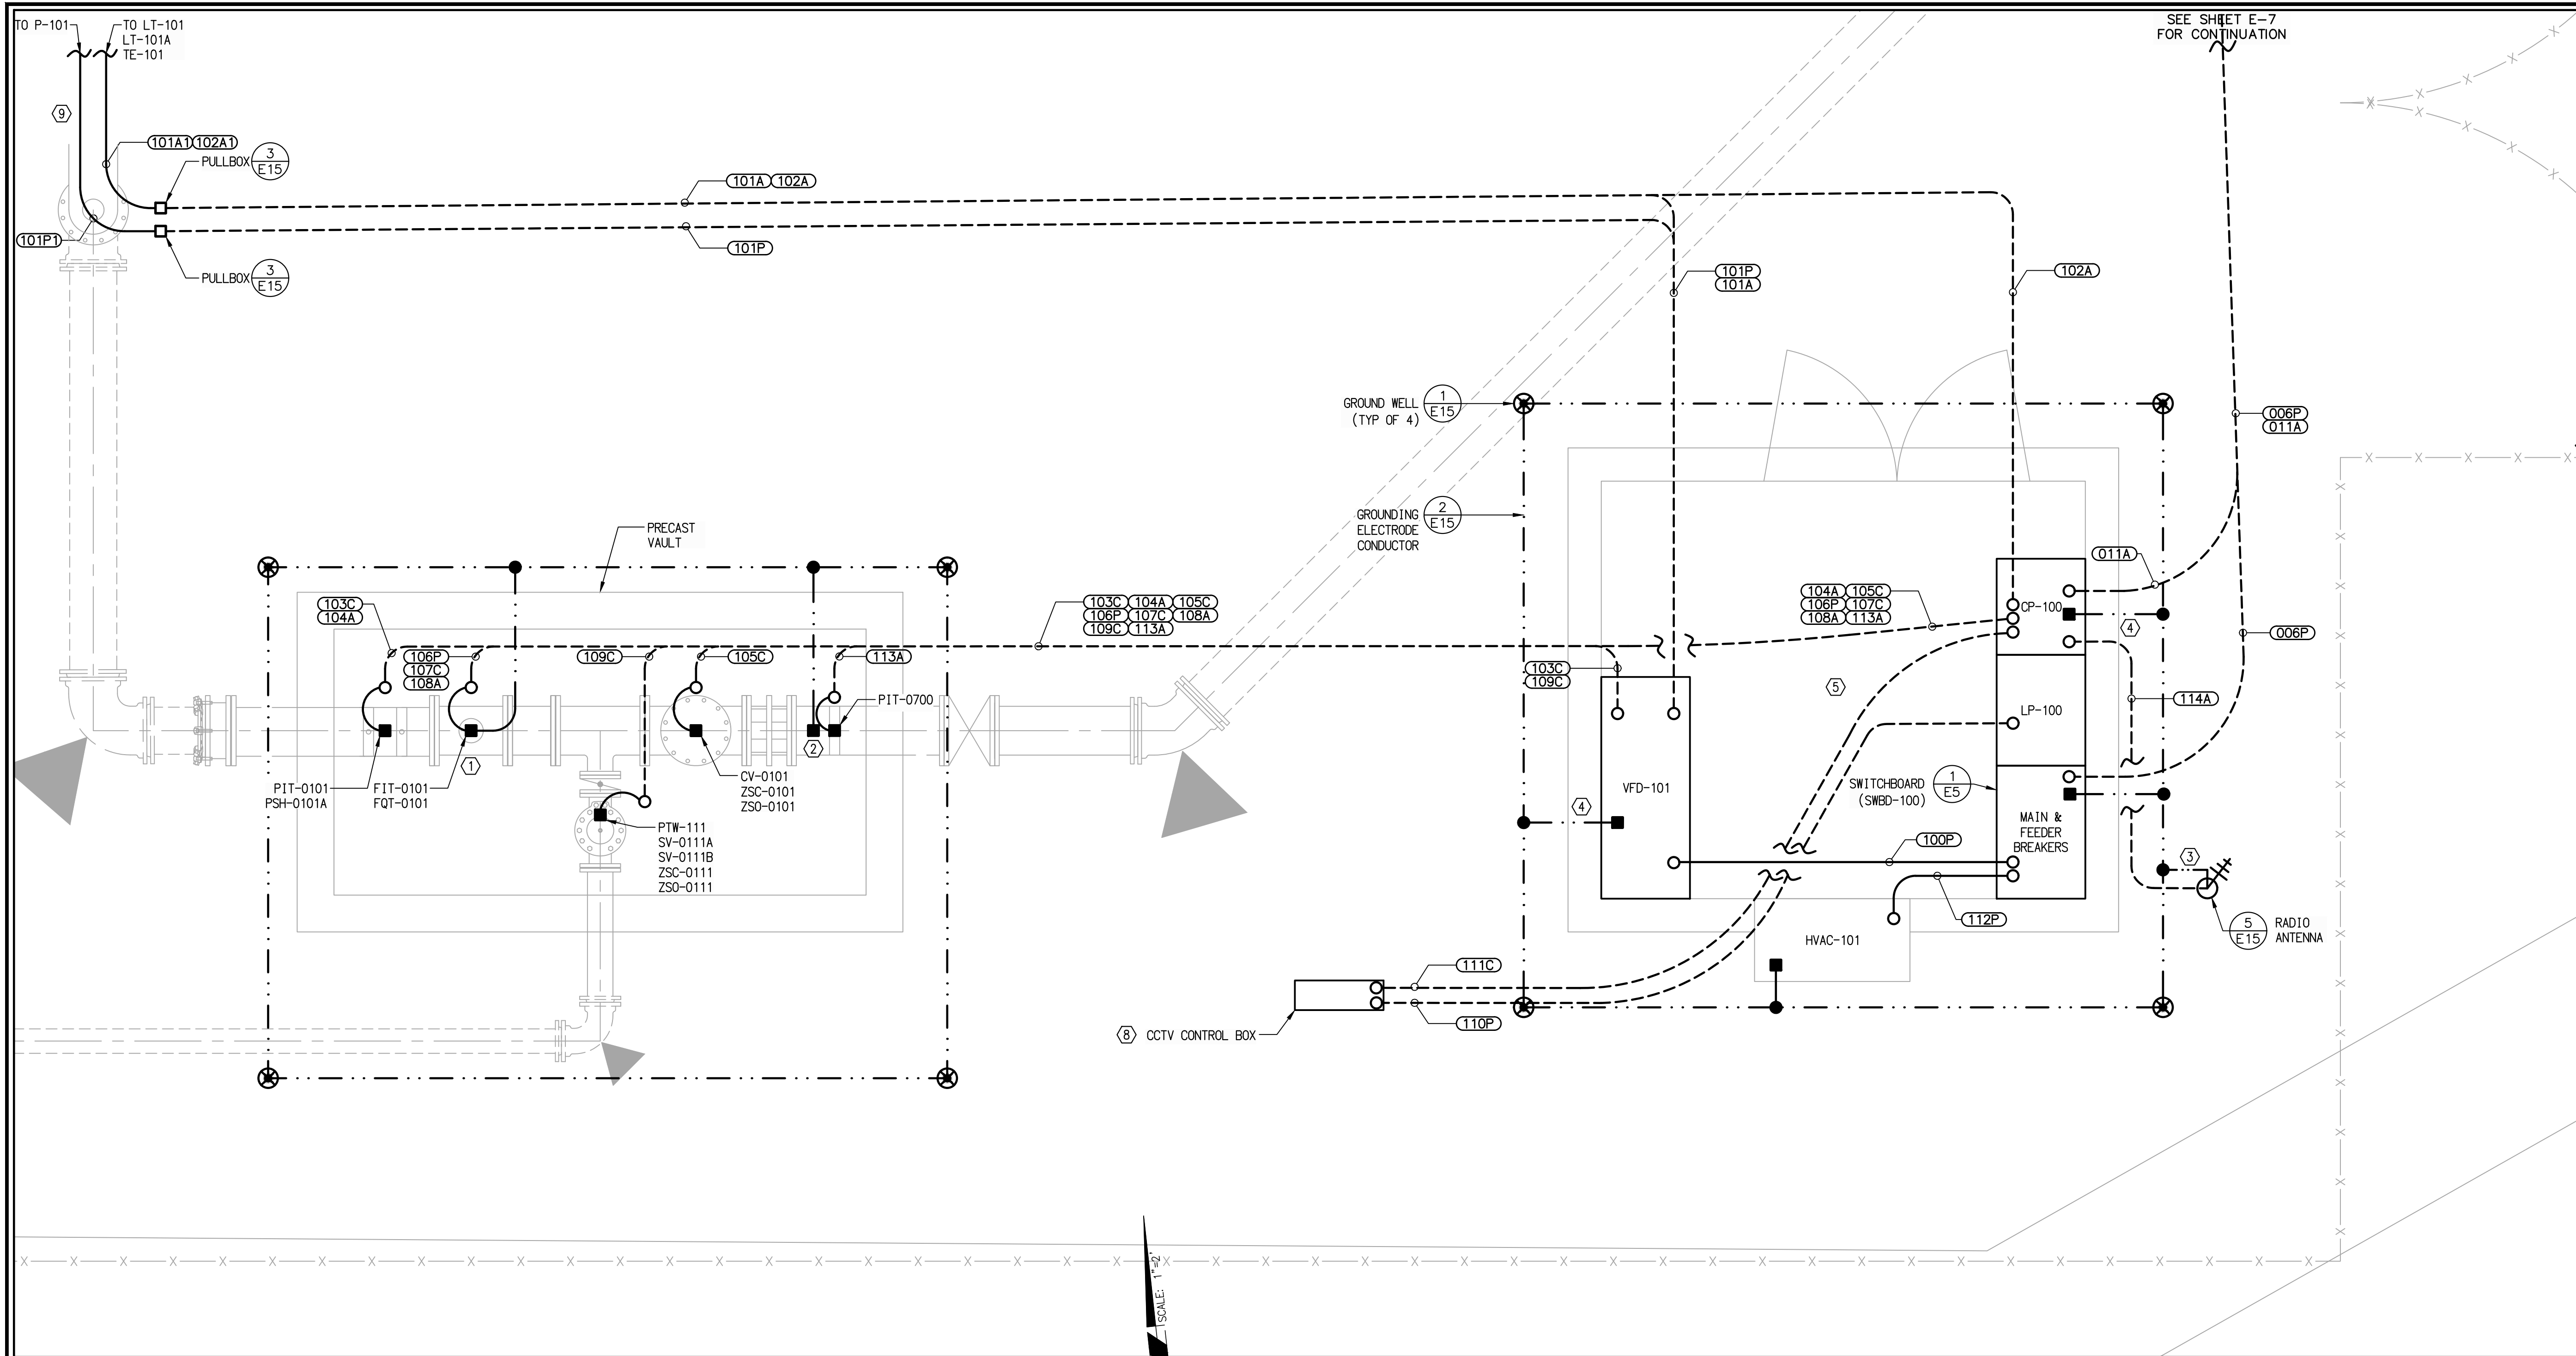 TO P-101
TO LT-101
LT-101A
TE-101
SEE SHEET E-7
FOR CONTINUATION
9
101A1 102A1
PULLBOX 3
E15
101P1
PULLBOX 3
E15
101A 102A
101P
101P
101A
102A
GROUND WELL
(TYP OF 4)
1
E15
006P
011A
GROUNDING
ELECTRODE
CONDUCTOR
2
E15
PRECAST
VAULT
103C
104A
106P
107C
108A
109C
105C
113A
103C 104A 105C
106P 107C 108A
109C 113A
104A 105C
106P 107C
108A 113A
011A
CP-100
4
006P
103C
109C
5
114A
PIT-0700
LP-100
2
1
PIT-0101
PSH-0101A
FIT-0101
FQT-0101
CV-0101
ZSC-0101
ZSO-0101
PTW-111
SV-0111A
SV-0111B
ZSC-0111
ZSO-0111
VFD-101
4
SWITCHBOARD
(SWBD-100)
1
E5
MAIN &
FEEDER
BREAKERS
100P
3
112P
5
E15
RADIO
ANTENNA
HVAC-101
111C
110P
8 CCTV CONTROL BOX
SCALE: 1"=2'
X X X X X X X X X X X X X X X X X X X X X X X X X X X X X X X X X X X X X X X X X X X X X X X